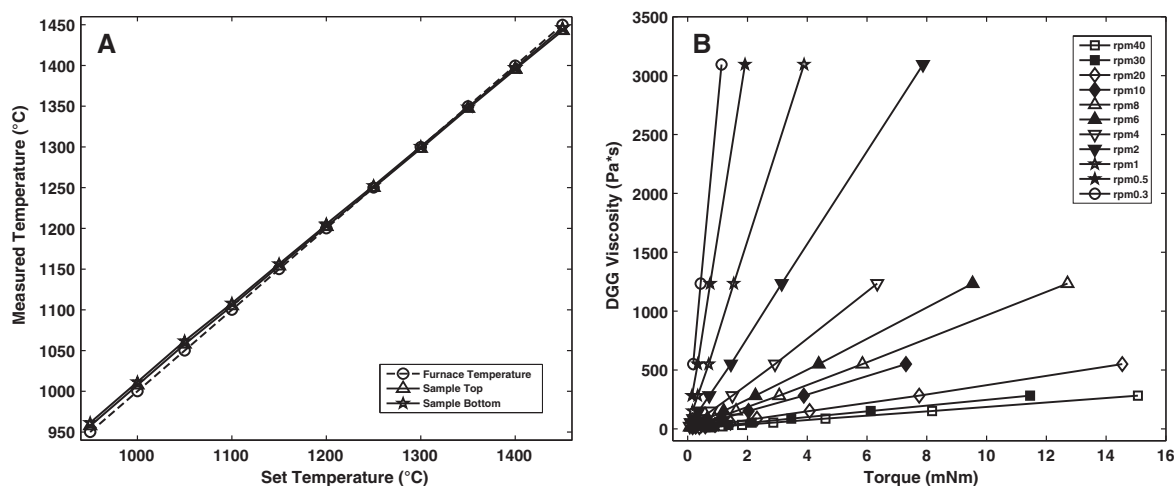 A
Measured Temperature (°C)
1450
1400
1350
1300
1250
1200
1150
1100
1050
1000
950
1000
1100
1200
1300
1400
Set Temperature (°C)
Furnace Temperature
Sample Top
Sample Bottom
B
DGG Viscosity (Pa*s)
3500
3000
2500
2000
1500
1000
500
0
0
2
4
6
8
10
12
14
16
Torque (mNm)
rpm40
rpm30
rpm20
rpm10
rpm8
rpm6
rpm4
rpm2
rpm1
rpm0.5
rpm0.3